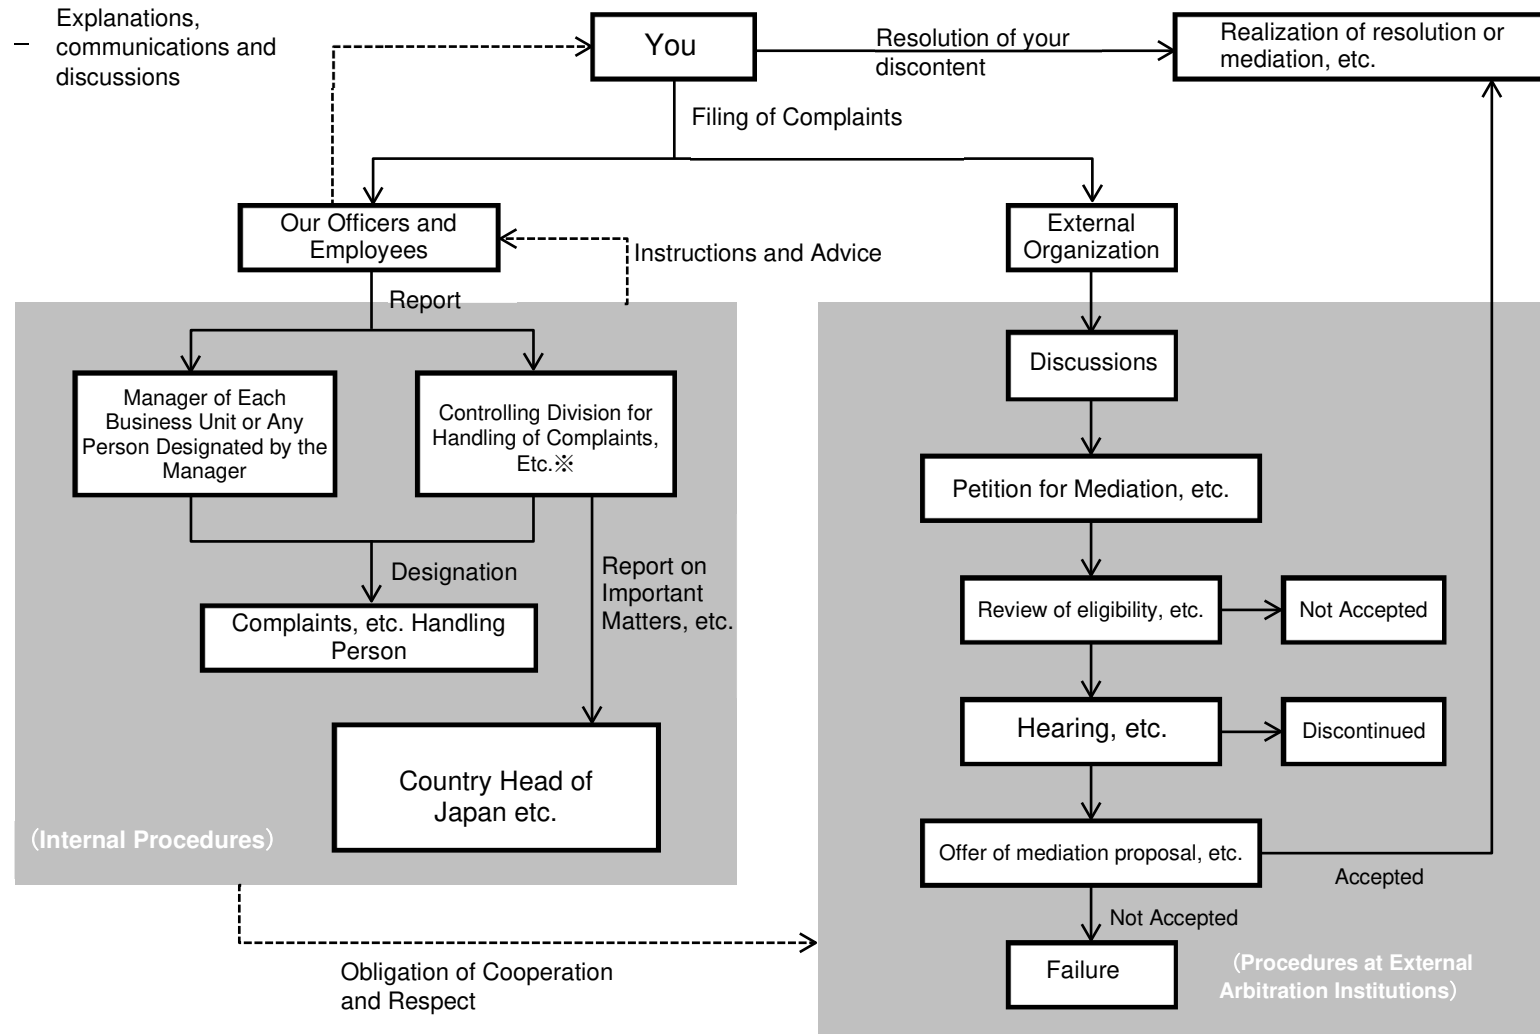 Explanations,
communications and
discussions
You
Resolution of your
discontent
Realization of resolution or
mediation, etc.
Filing of Complaints
Our Officers and
Employees
Instructions and Advice
External
Organization
Report
Manager of Each
Business Unit or Any
Person Designated by the
Manager
Controlling Division for
Handling of Complaints,
Etc.※
Discussions
Petition for Mediation, etc.
Designation
Report on
Important
Matters, etc.
Complaints, etc. Handling
Person
Review of eligibility, etc.
Not Accepted
Hearing, etc.
Discontinued
Country Head of
Japan etc.
（Internal Procedures）
Offer of mediation proposal, etc.
Accepted
Not Accepted
Failure
Obligation of Cooperation
and Respect
（Procedures at External
Arbitration Institutions）